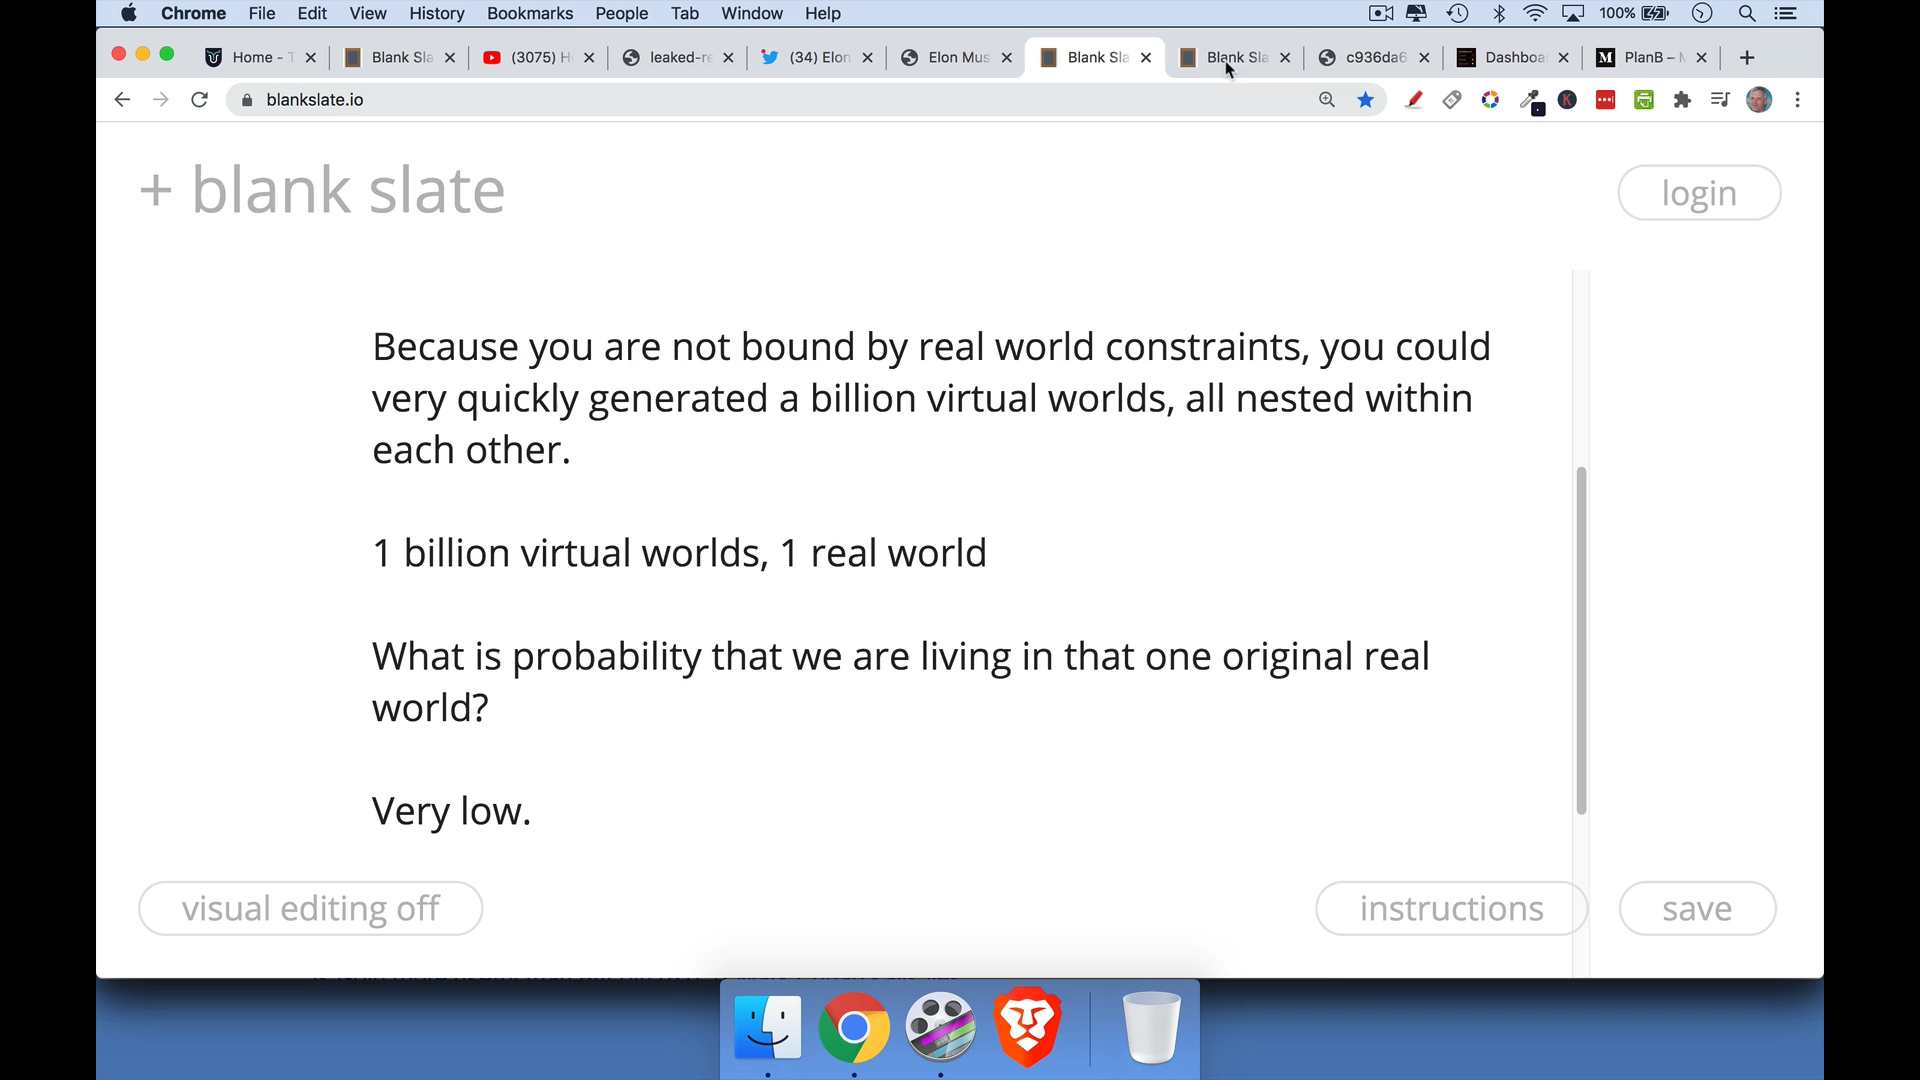 Chrome File Edit View History Bookmarks People Tab Window Help 100%
Home - T
Blank Sla
(3075) H
leaked-re
(34) Elon
Elon Mus
Blank Sla
Blank Sla
c936da6
Dashboa
PlanB – M
blankslate.io
+ blank slate
login
Because you are not bound by real world constraints, you could
very quickly generated a billion virtual worlds, all nested within
each other.
1 billion virtual worlds, 1 real world
What is probability that we are living in that one original real
world?
Very low.
visual editing off
instructions
save